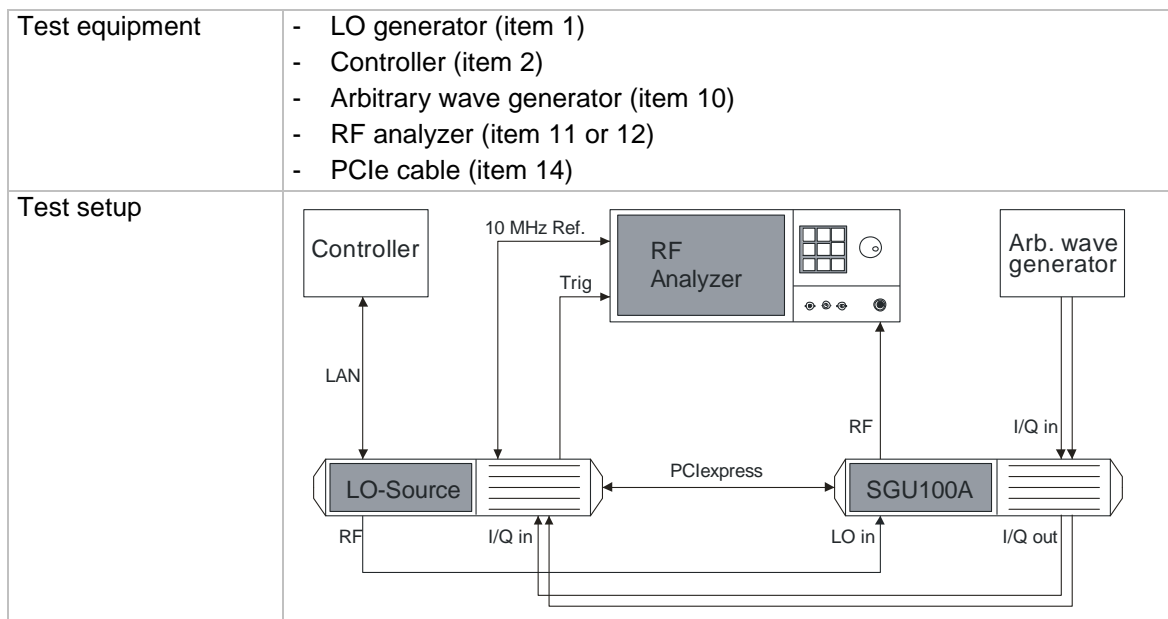 Test equipment
- LO generator (item 1)
- Controller (item 2)
- Arbitrary wave generator (item 10)
- RF analyzer (item 11 or 12)
- PCIe cable (item 14)
Test setup
Controller
10 MHz Ref.
Trig
RF
Analyzer
Arb. wave
generator
LAN
RF
I/Q in
LO-Source
PCIexpress
SGU100A
RF
I/Q in
LO in
I/Q out